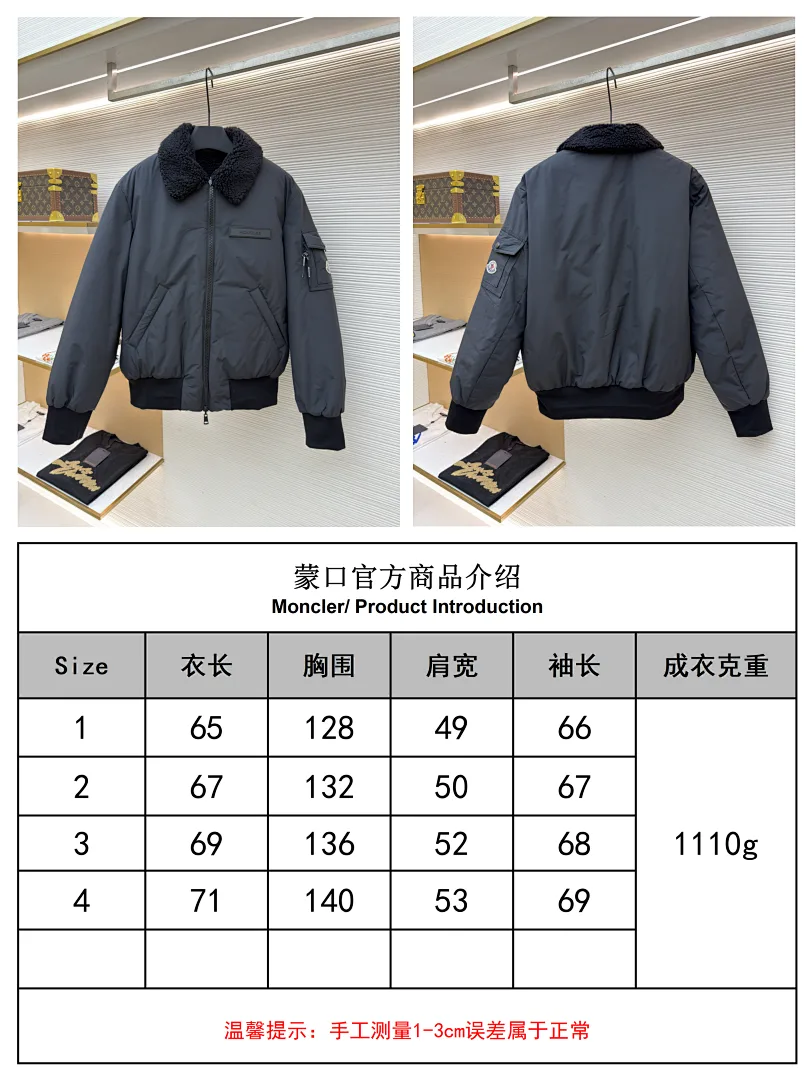 蒙口官方商品介绍
Moncler/ Product Introduction
Size 衣长 胸围 肩宽 袖长 成衣克重
1 65 128 49 66
2 67 132 50 67
3 69 136 52 68
4 71 140 53 69
1110g
温馨提示：手工测量1-3cm误差属于正常